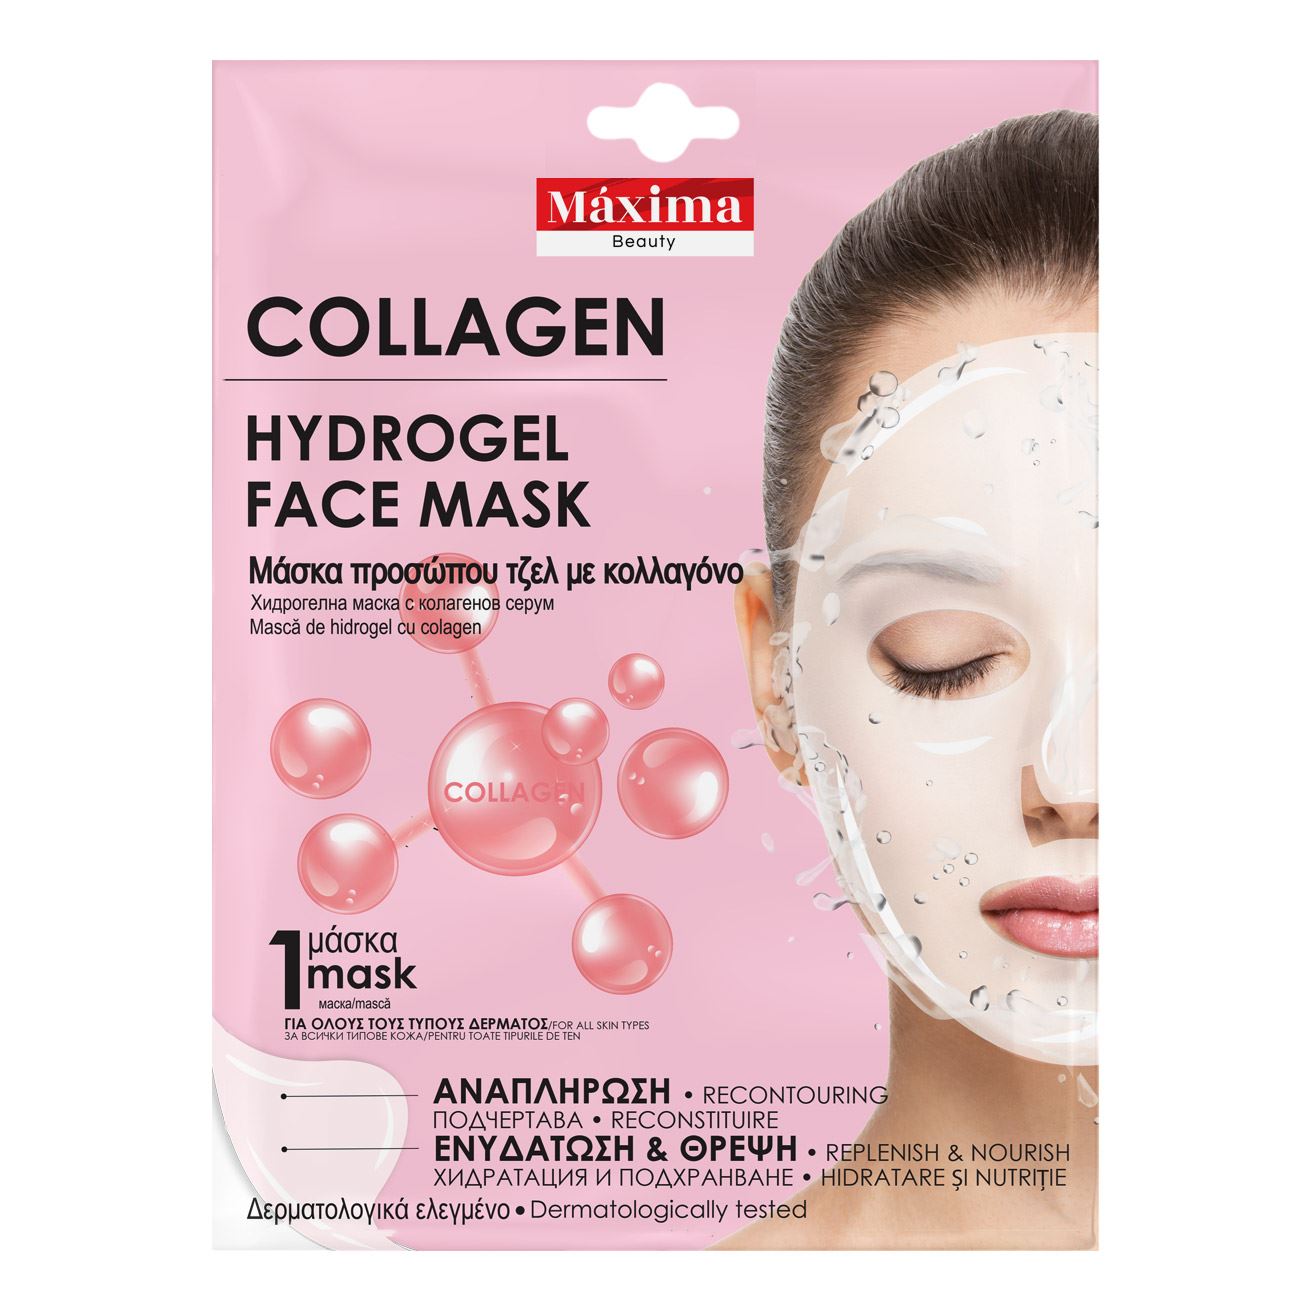 Máxima
Beauty
COLLAGEN
HYDROGEL
FACE MASK
Μάσκα προσώπου τζελ με κολλαγόνο
Хидрогелна маска с колагенов серум
Mască de hidrogel cu colagen
COLLAGEN
1 μάσκα
mask
маска/mască
ΓΙΑ ΟΛΟΥΣ ΤΟΥΣ ΤΥΠΟΥΣ ΔΕΡΜΑΤΟΣ/FOR ALL SKIN TYPES
ЗА ВСИЧКИ ТИПОВЕ КОЖА/PENTRU TOATE TIPURILE DE TEN
ΑΝΑΠΛΗΡΩΣΗ • RECONTOURING
ПОДЧЕРТАВА • RECONSTITUIRE
ΕΝΥΔΑΤΩΣΗ & ΘΡΕΨΗ • REPLENISH & NOURISH
ХИДРАТАЦИЯ И ПОДХРАНВАНЕ • HIDRATARE ȘI NUTRIȚIE
Δερματολογικά ελεγμένο • Dermatologically tested